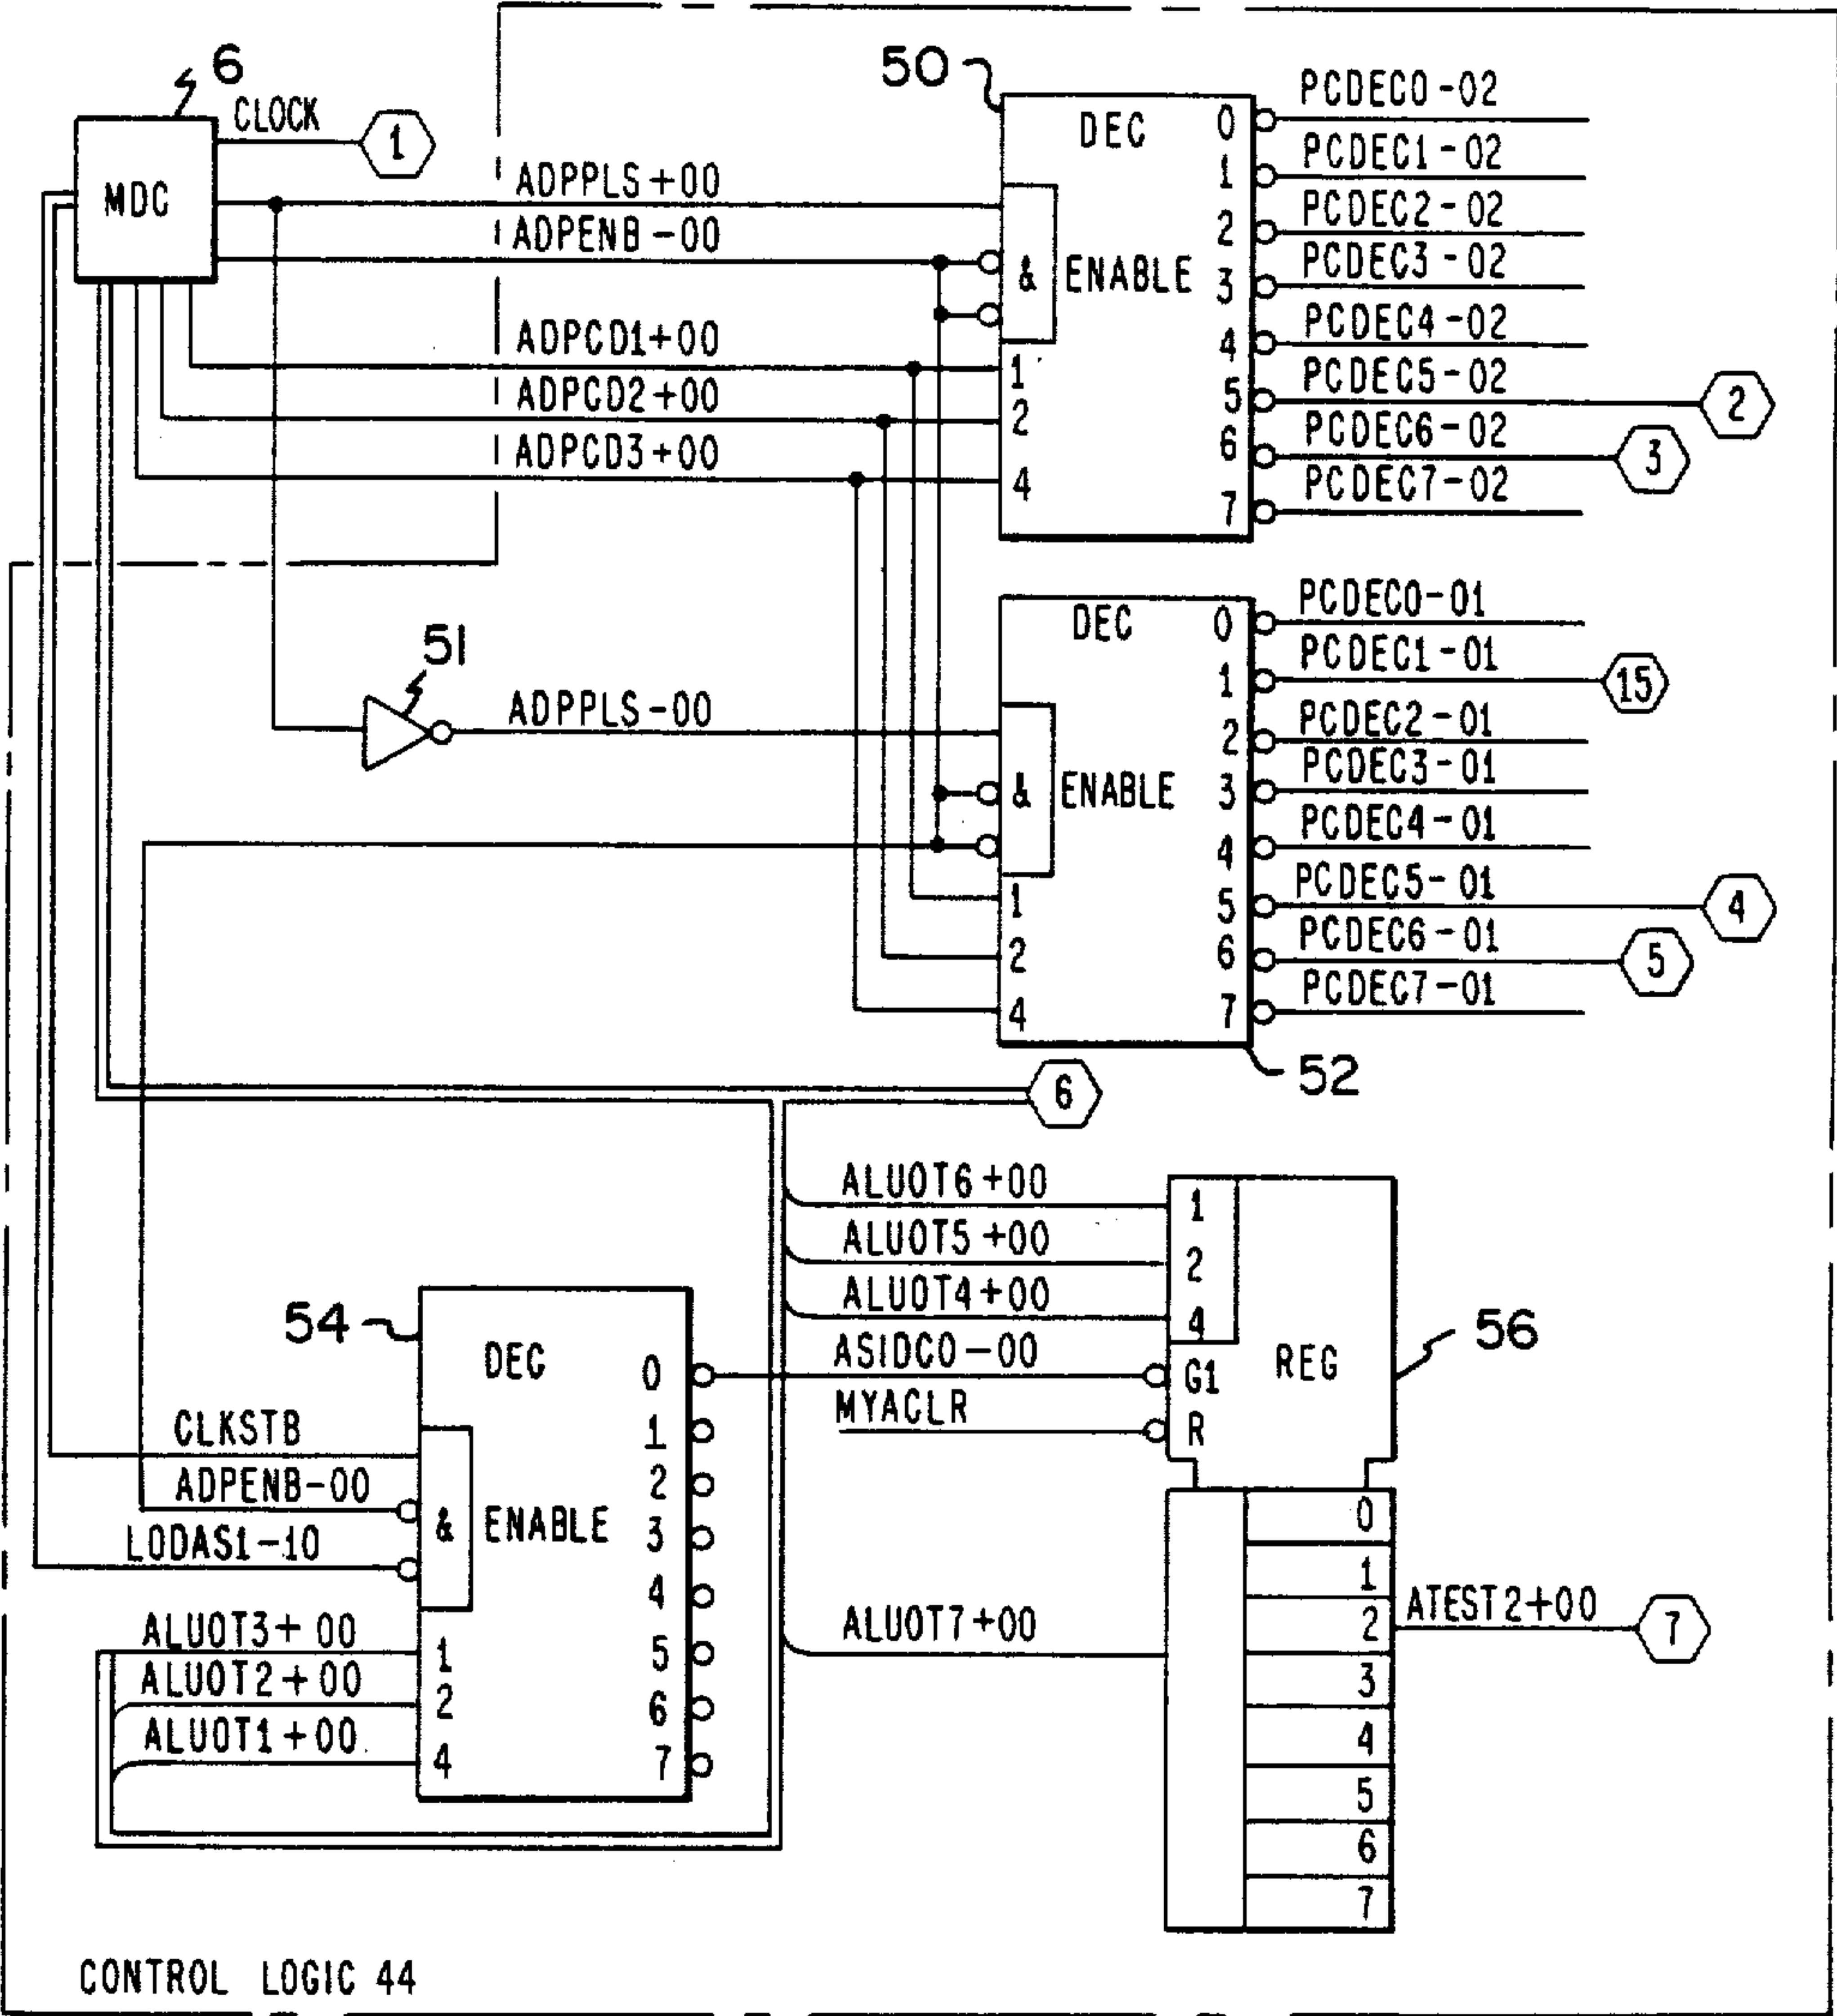 6
CLOCK
1
MDC
50
DEC
ADPPLS+00
ADPENB-00
& ENABLE
ADPCD1+00
1
ADPCD2+00
2
ADPCD3+00
4
0 PCDEC0-02
1 PCDEC1-02
2 PCDEC2-02
3 PCDEC3-02
4 PCDEC4-02
5 PCDEC5-02
2
6 PCDEC6-02
3
7 PCDEC7-02
51
ADPPLS-00
DEC
& ENABLE
1
2
4
0 PCDEC0-01
1 PCDEC1-01
15
2 PCDEC2-01
3 PCDEC3-01
4 PCDEC4-01
5 PCDEC5-01
4
6 PCDEC6-01
5
7 PCDEC7-01
52
6
ALUOT6+00
1
ALUOT5+00
2
ALUOT4+00
4
ASIDC0-00
G1
MYACLR
R
REG
56
54
DEC
CLKSTB
ADPENB-00
LODAS1-10
& ENABLE
ALUOT3+00
1
ALUOT2+00
2
ALUOT1+00
4
0
1
2
3
4
5
6
7
ALUOT7+00
0
1
2
ATEST2+00
7
3
4
5
6
7
CONTROL LOGIC 44